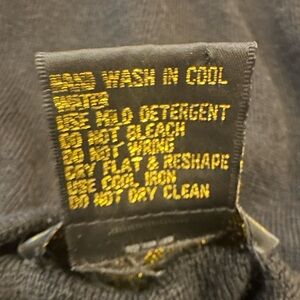 HAND WASH IN COOL
WATER
USE MILD DETERGENT
DO NOT BLEACH
DO NOT WRING
DRY FLAT & RESHAPE
USE COOL IRON
DO NOT DRY CLEAN